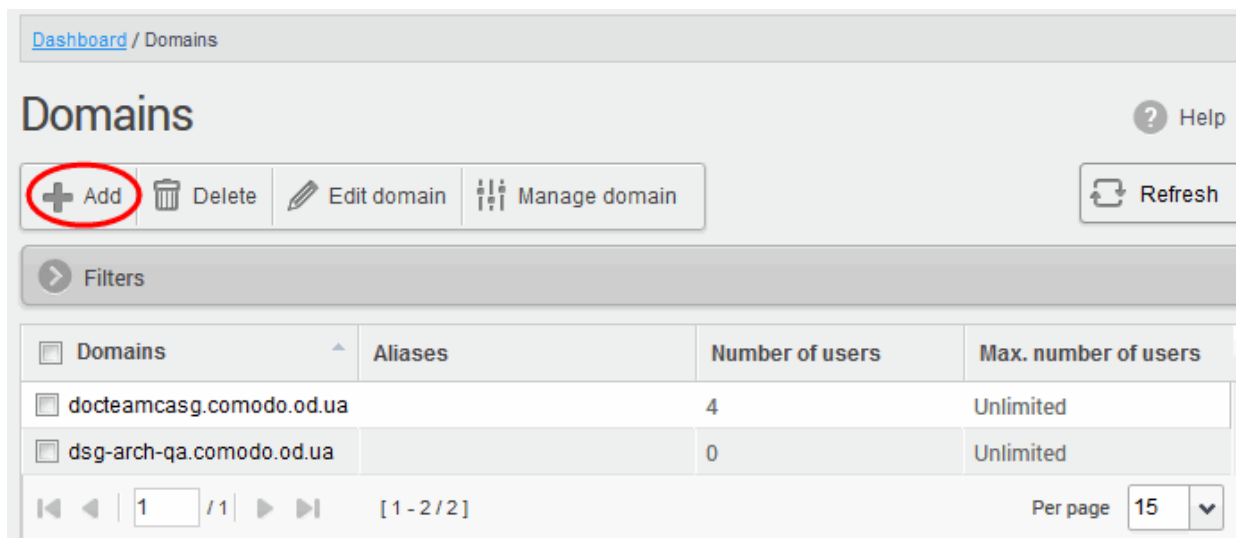 Dashboard / Domains
Domains
Help
Add Delete Edit domain Manage domain Refresh
Filters
Domains Aliases Number of users Max. number of users
docteamcasg.comodo.od.ua 4 Unlimited
dsg-arch-qa.comodo.od.ua 0 Unlimited
1 / 1 [ 1 - 2 / 2 ] Per page 15